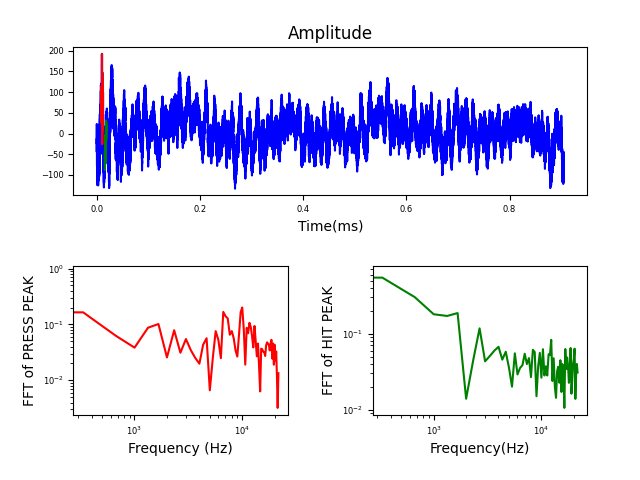 Amplitude
200
150
100
50
0
−50
−100
0.0 0.2 0.4 0.6 0.8
Time(ms)
FFT of PRESS PEAK
10⁰
10⁻¹
10⁻²
10³ 10⁴
Frequency (Hz)
FFT of HIT PEAK
10⁻¹
10⁻²
10³ 10⁴
Frequency(Hz)